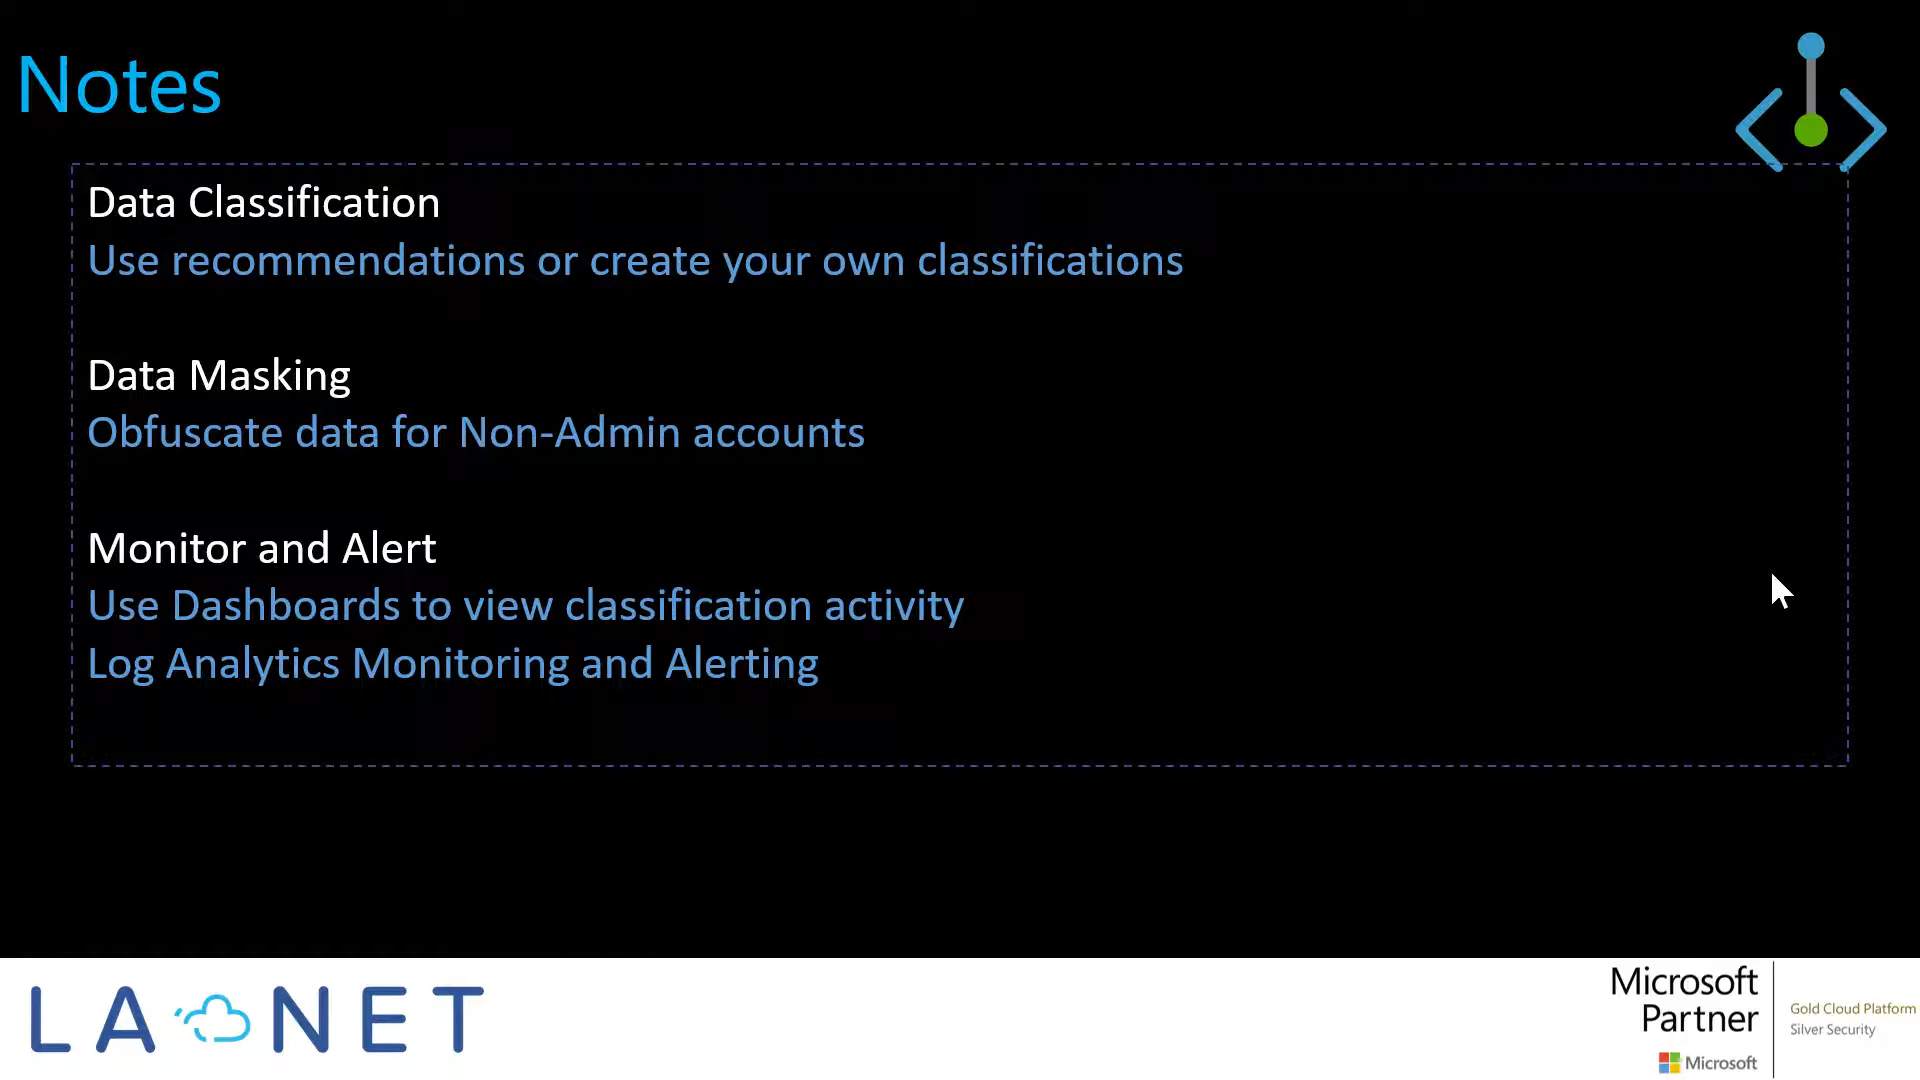 Notes
Data Classification
Use recommendations or create your own classifications
Data Masking
Obfuscate data for Non-Admin accounts
Monitor and Alert
Use Dashboards to view classification activity
Log Analytics Monitoring and Alerting
LA NET
Microsoft
Partner
Microsoft
Gold Cloud Platform
Silver Security